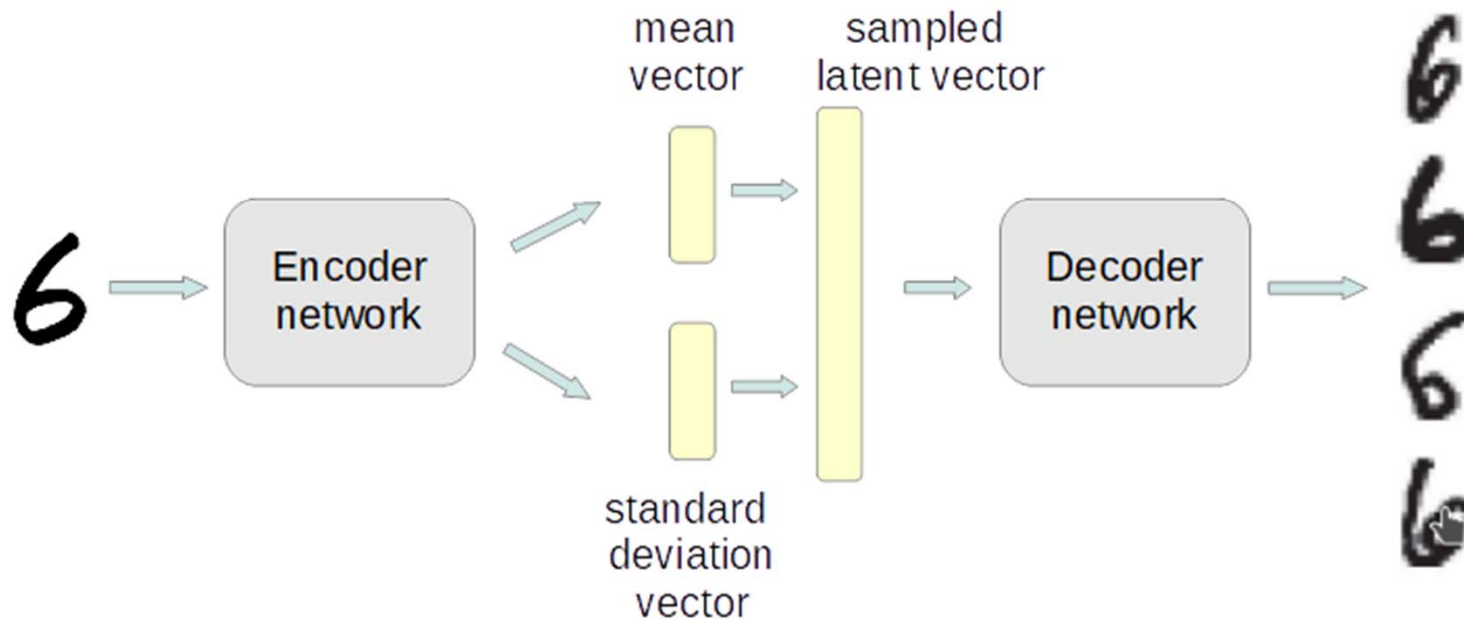 mean
vector
sampled
latent vector
6
Encoder
network
Decoder
network
standard
deviation
vector
6
6
6
6